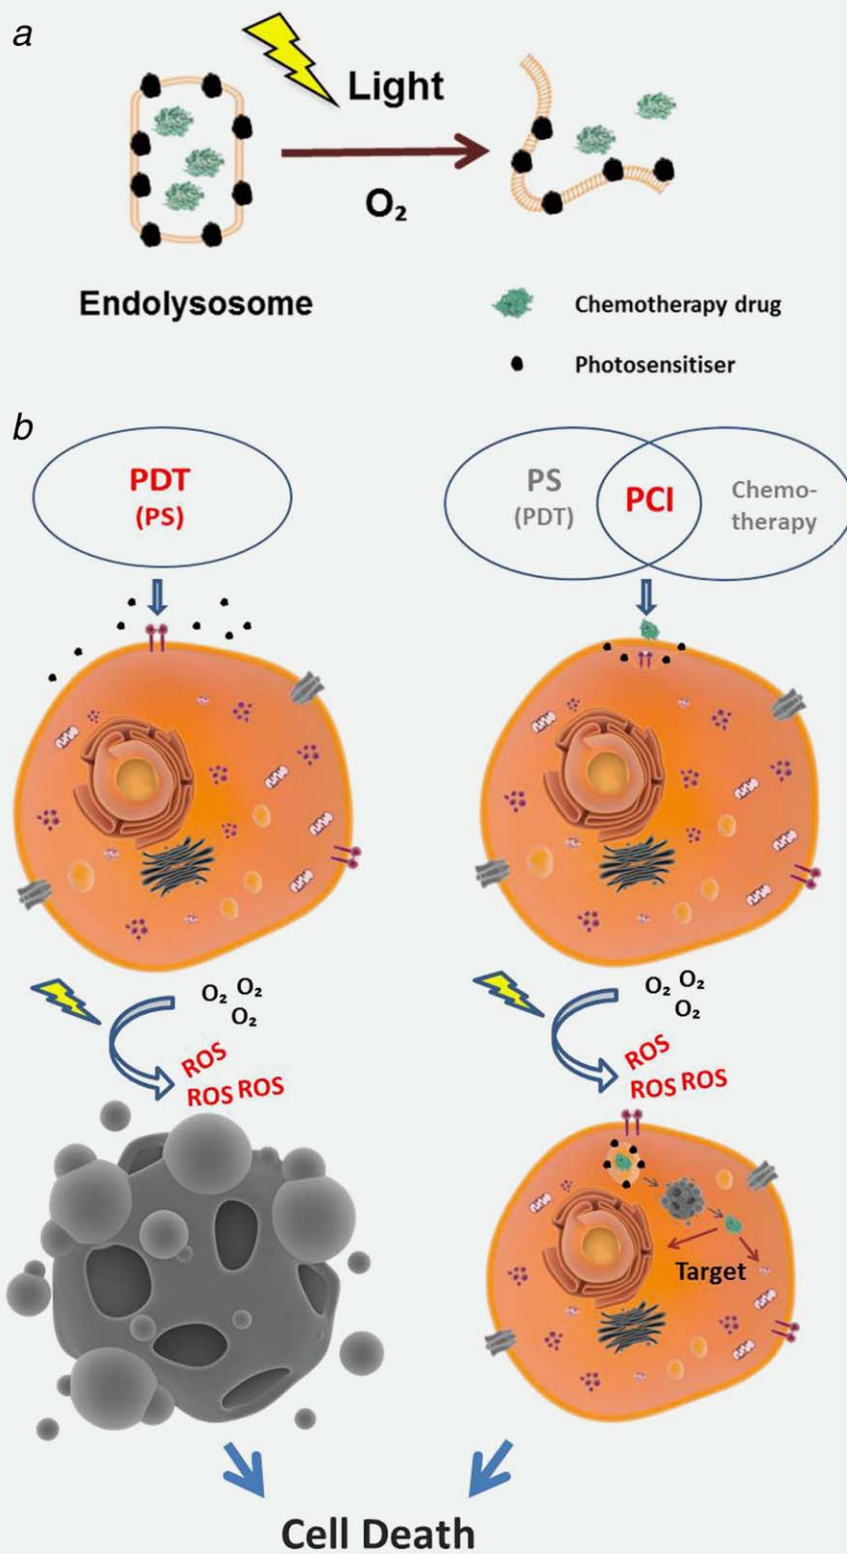 a
Light
O₂
Endolysosome
Chemotherapy drug
Photosensitiser
b
PDT
(PS)
PS
(PDT)
PCI
Chemo-
therapy
O₂ O₂
O₂
ROS
ROS ROS
O₂ O₂
O₂
ROS
ROS ROS
Target
Cell Death